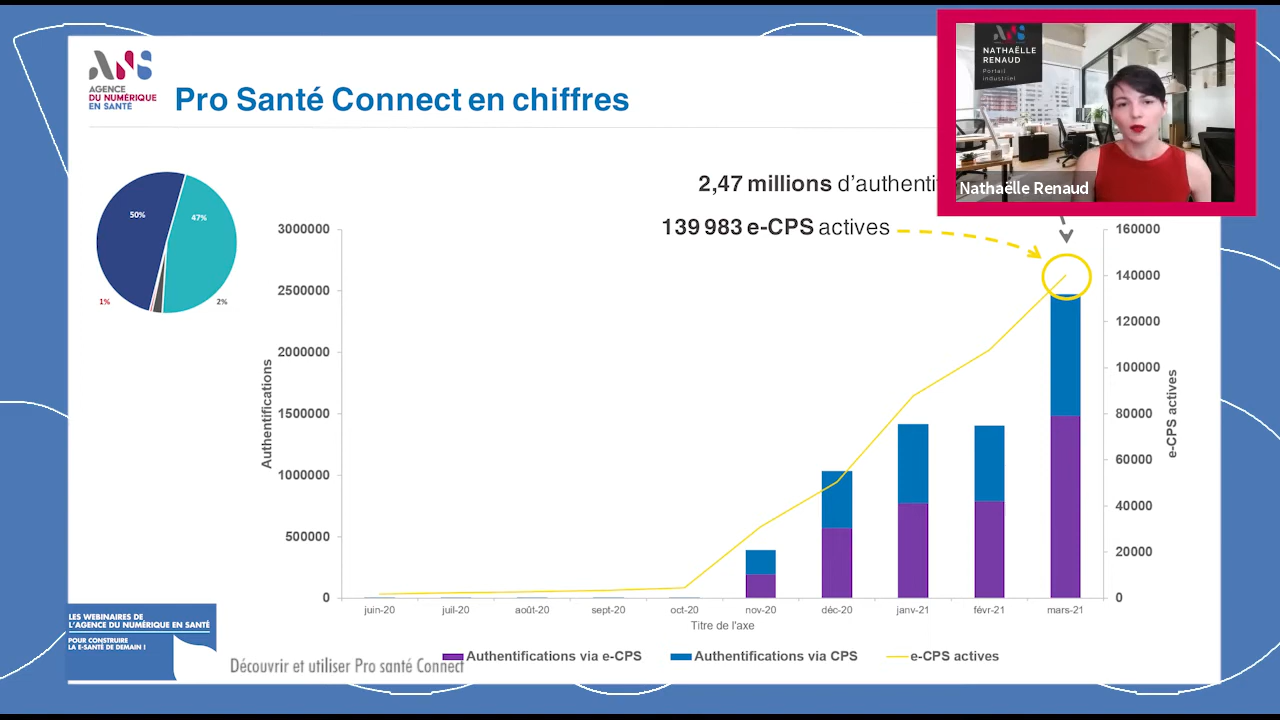 ANS
AGENCE
DU NUMÉRIQUE
EN SANTÉ
Pro Santé Connect en chiffres
ANS
NATHAËLLE
RENAUD
Portail
industriel
Nathaëlle Renaud
50%
47%
1%
2%
2,47 millions d'authenti
139 983 e-CPS actives
Authentifications
3000000
2500000
2000000
1500000
1000000
500000
0
160000
140000
120000
100000
80000
60000
40000
20000
0
e-CPS actives
juin-20
juil-20
août-20
sept-20
oct-20
nov-20
déc-20
janv-21
févr-21
mars-21
Titre de l'axe
Authentifications via e-CPS
Authentifications via CPS
e-CPS actives
LES WEBINAIRES DE
L'AGENCE DU NUMÉRIQUE EN SANTÉ
POUR CONSTRUIRE
LA E-SANTÉ DE DEMAIN !
Découvrir et utiliser Pro santé Connect